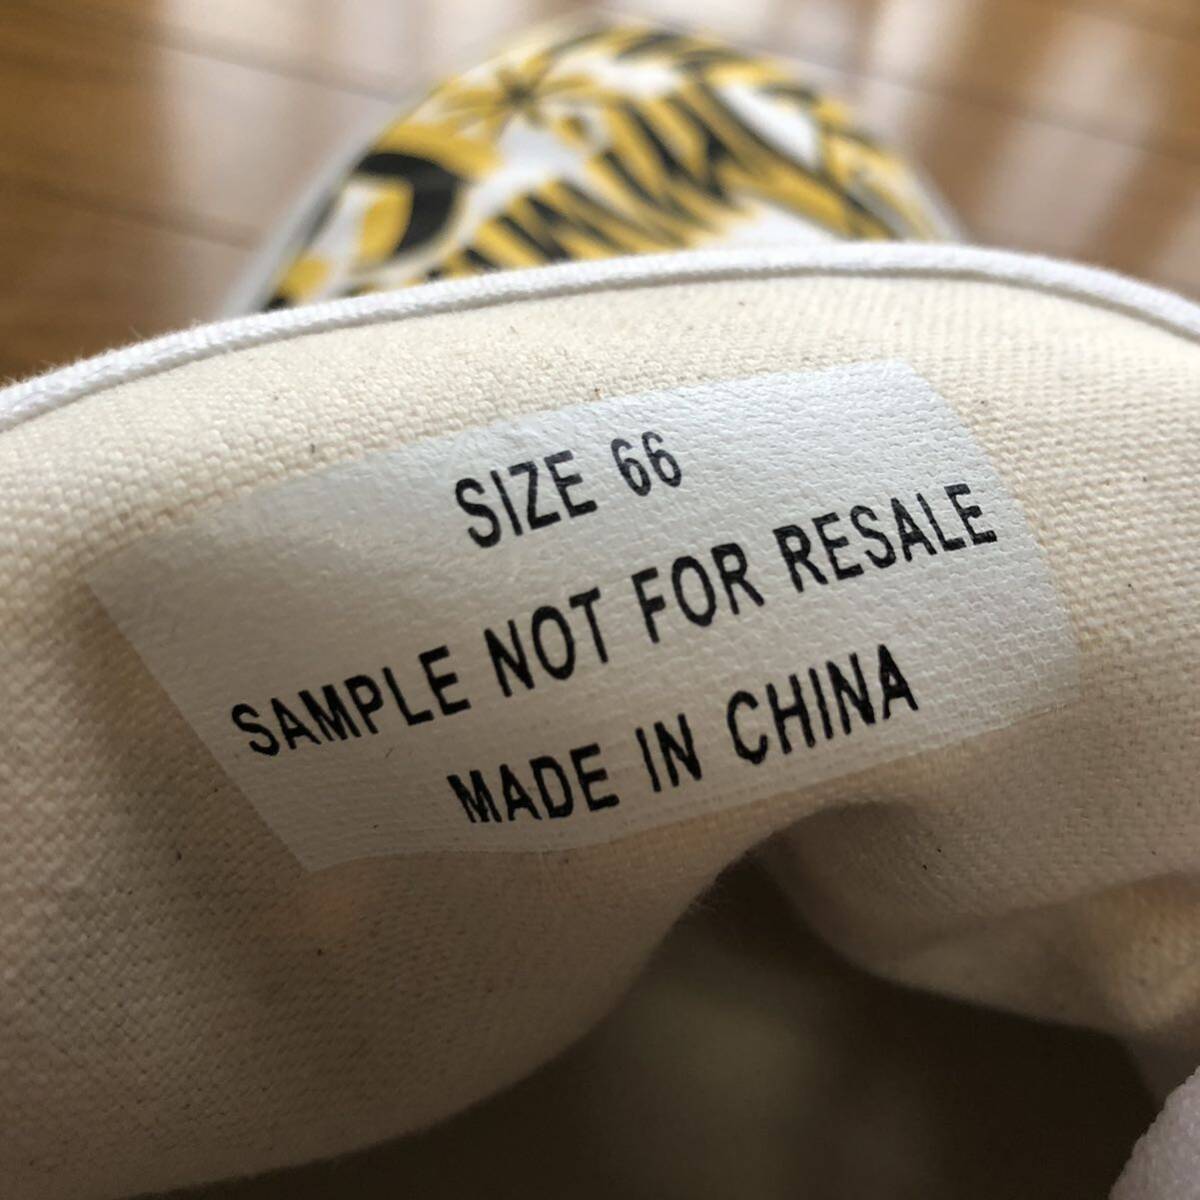 SIZE 66
SAMPLE NOT FOR RESALE
MADE IN CHINA